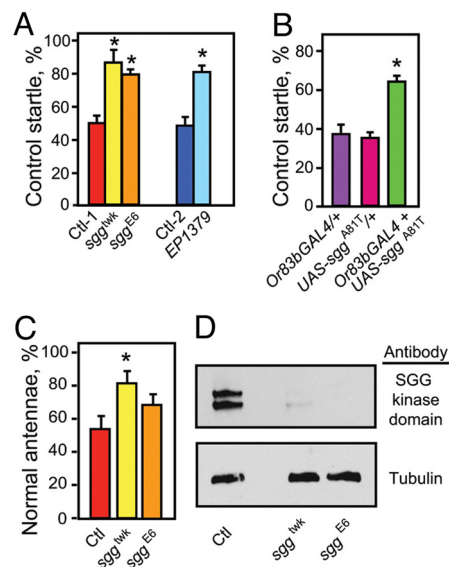 A
Control startle, %
100
80
60
40
20
0
*
*
*
Ctl-1
sgg twk
sgg E6
Ctl-2
EP1379
B
Control startle, %
80
60
40
20
0
*
Or83bGAL4/+
UAS-sgg A81T/+
Or83bGAL4 +
UAS-sgg A81T
C
Normal antennae, %
100
80
60
40
20
0
*
Ctl
sgg twk
sgg E6
D
Antibody
SGG
kinase
domain
Tubulin
Ctl
sgg twk
sgg E6